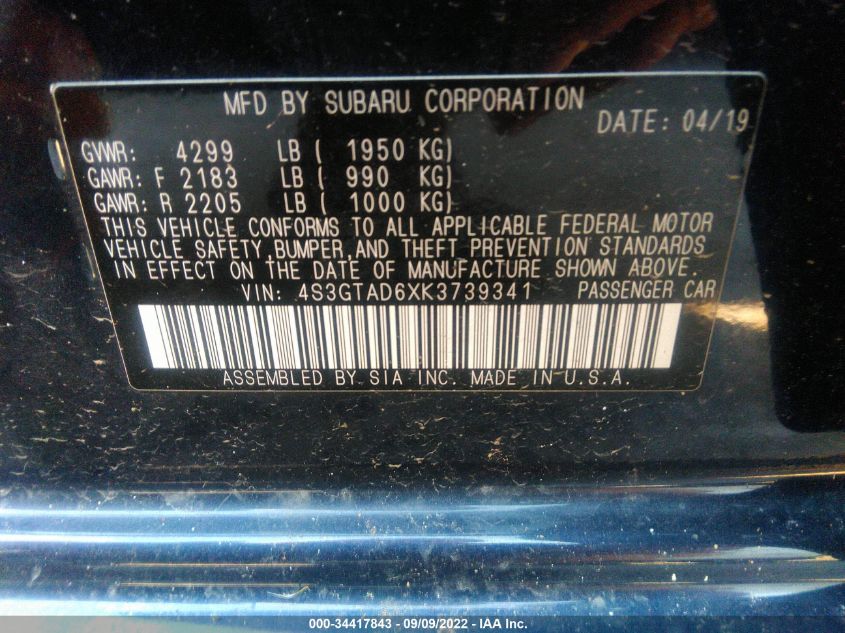 MFD BY SUBARU CORPORATION
DATE: 04/19
GVWR: 4299 LB ( 1950 KG)
GAWR: F 2183 LB ( 990 KG)
GAWR: R 2205 LB ( 1000 KG)
THIS VEHICLE CONFORMS TO ALL APPLICABLE FEDERAL MOTOR
VEHICLE SAFETY,BUMPER,AND THEFT PREVENTION STANDARDS
IN EFFECT ON THE DATE OF MANUFACTURE SHOWN ABOVE.
VIN: 4S3GTAD6XK3739341 PASSENGER CAR
ASSEMBLED BY SIA INC. MADE IN U.S.A.
000-34417843 - 09/09/2022 - IAA Inc.